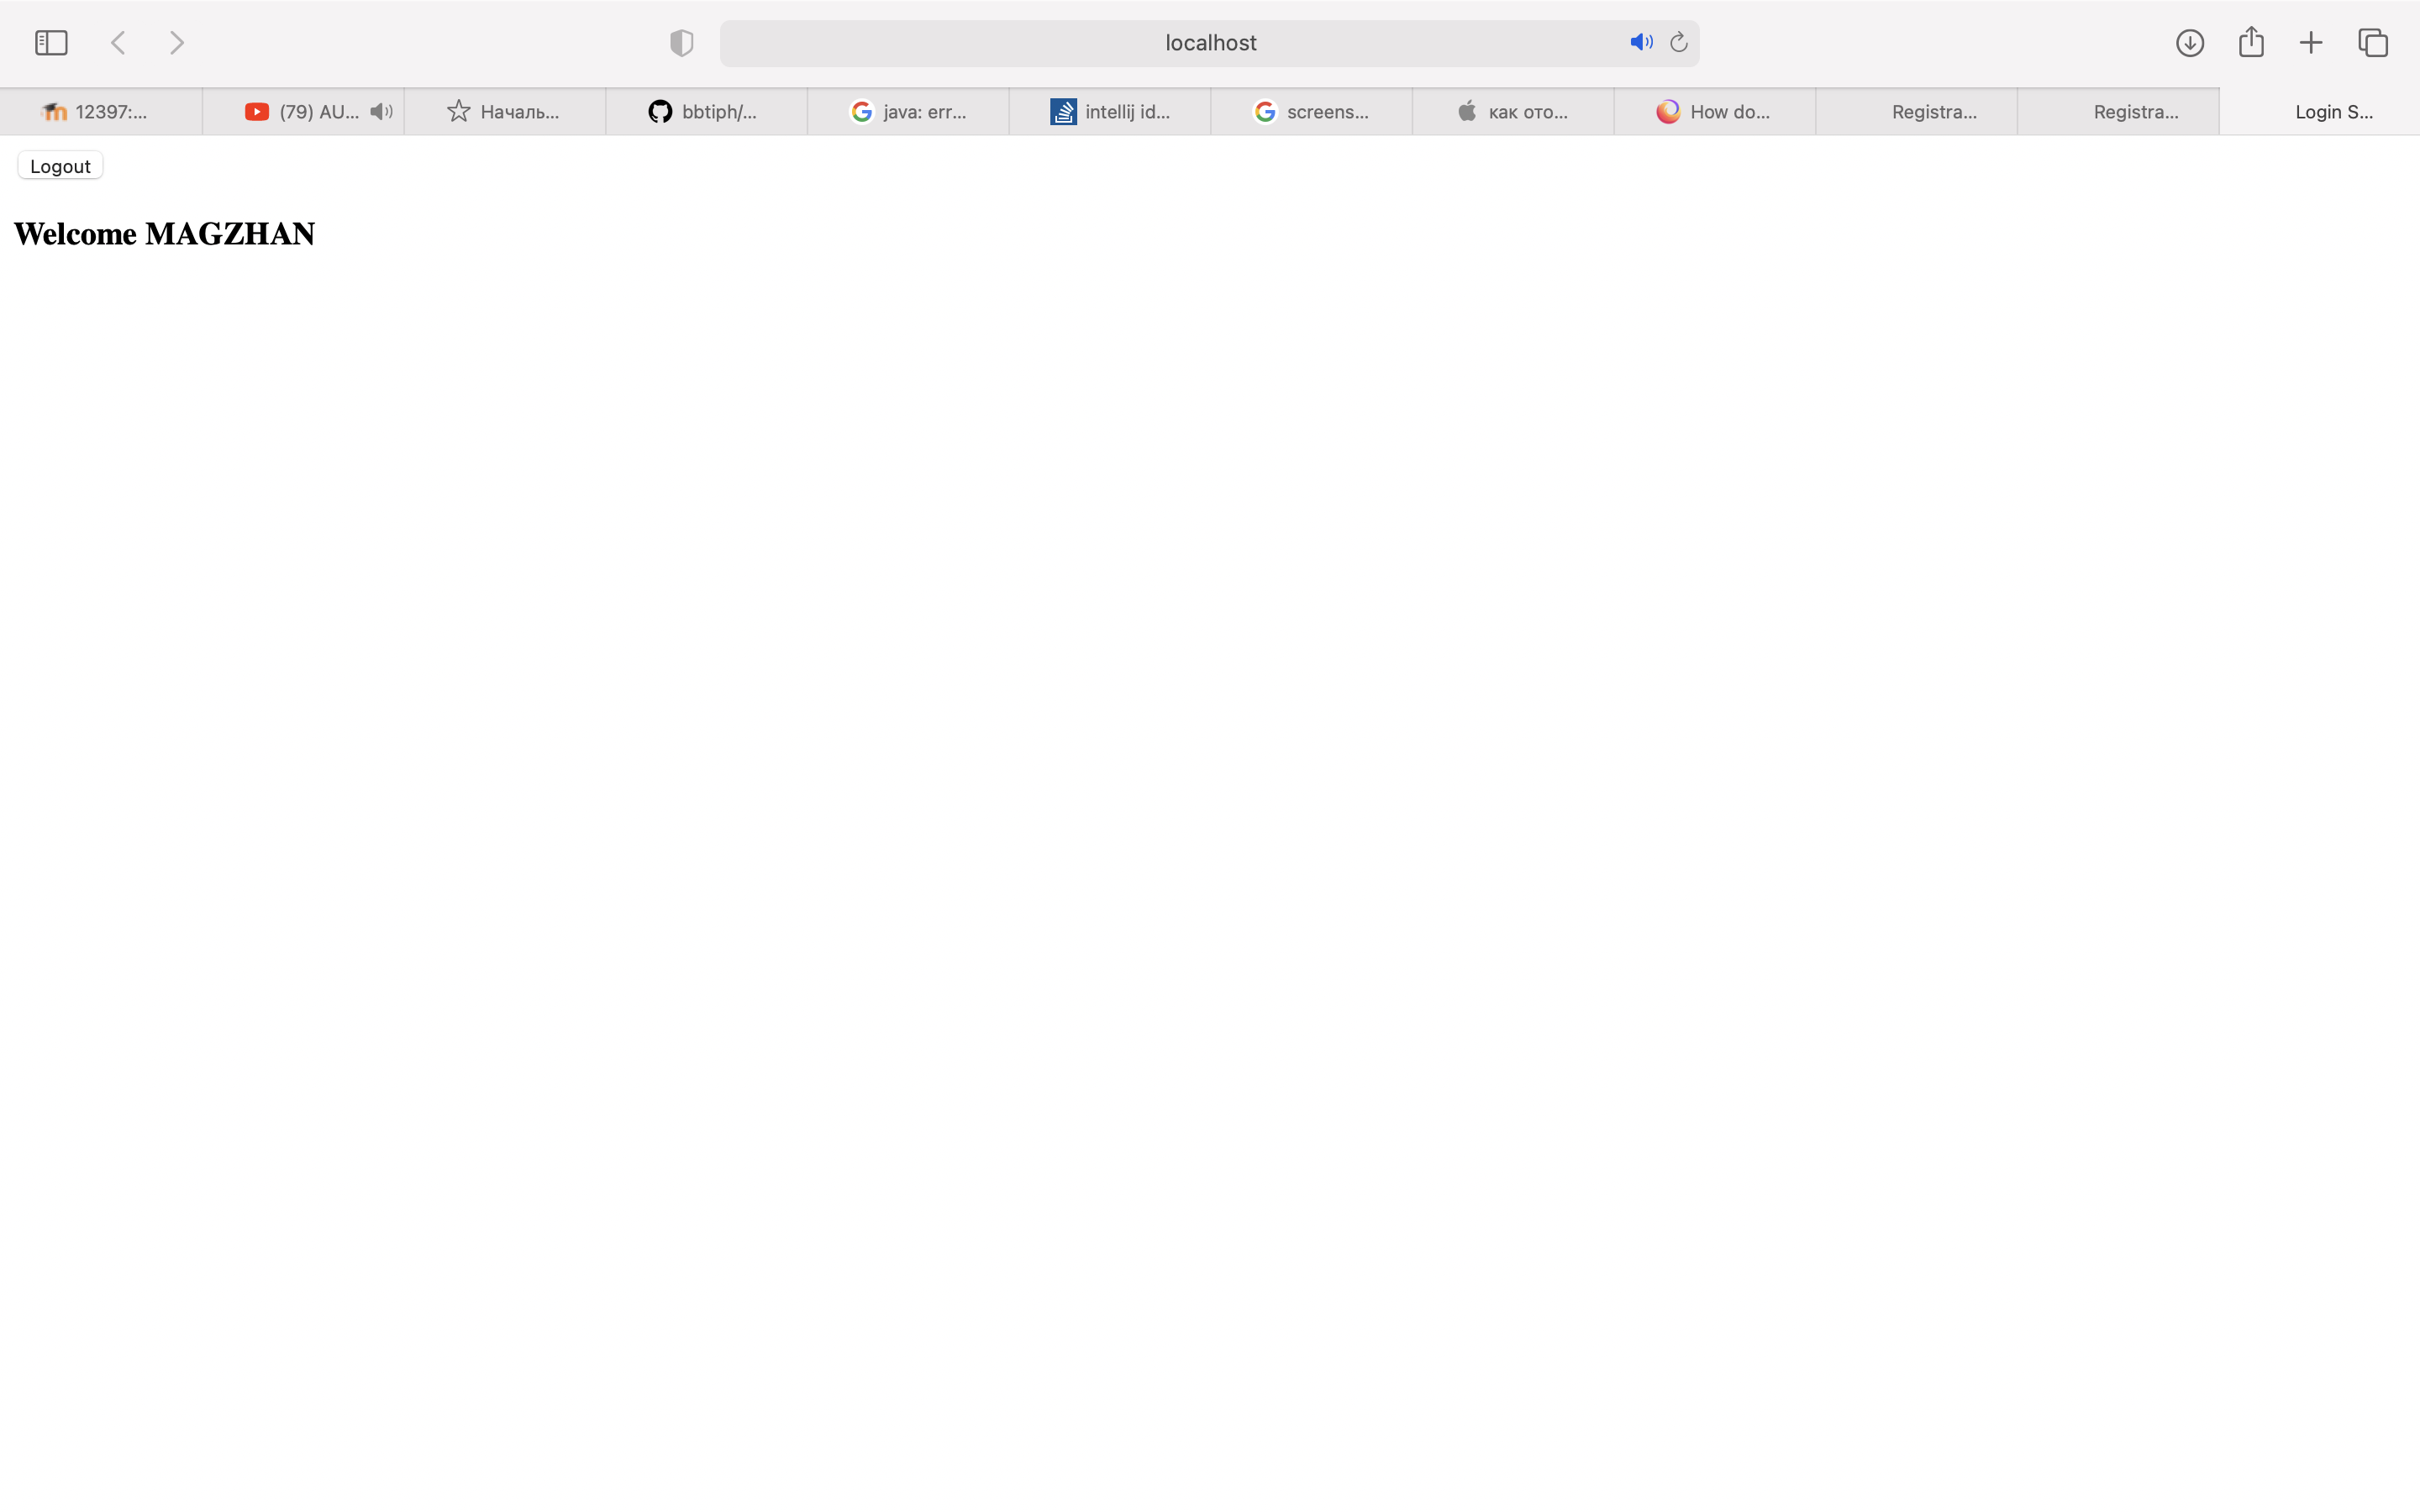 localhost
12397:...
(79) AU...
Началь...
bbtiph/...
java: err...
intellij id...
screens...
как ото...
How do...
Registra...
Registra...
Login S...
Logout
Welcome MAGZHAN